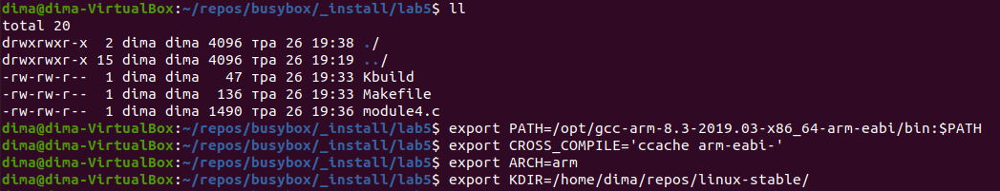 dima@dima-VirtualBox:~/repos/busybox/_install/lab5$ ll
total 20
drwxrwxr-x  2 dima dima 4096 тра 26 19:38 ./
drwxrwxr-x 15 dima dima 4096 тра 26 19:19 ../
-rw-rw-r--  1 dima dima   47 тра 26 19:33 Kbuild
-rw-rw-r--  1 dima dima  136 тра 26 19:33 Makefile
-rw-rw-r--  1 dima dima 1490 тра 26 19:36 module4.c
dima@dima-VirtualBox:~/repos/busybox/_install/lab5$ export PATH=/opt/gcc-arm-8.3-2019.03-x86_64-arm-eabi/bin:$PATH
dima@dima-VirtualBox:~/repos/busybox/_install/lab5$ export CROSS_COMPILE='ccache arm-eabi-'
dima@dima-VirtualBox:~/repos/busybox/_install/lab5$ export ARCH=arm
dima@dima-VirtualBox:~/repos/busybox/_install/lab5$ export KDIR=/home/dima/repos/linux-stable/